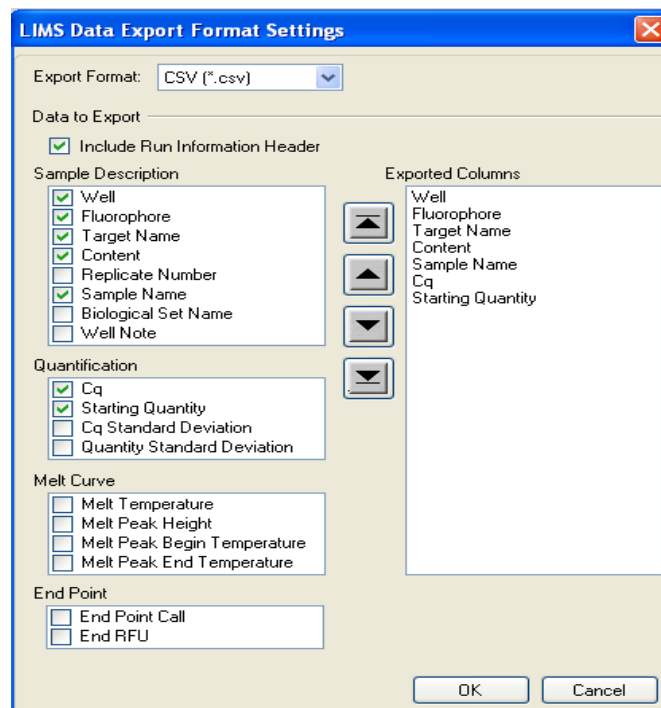 LIMS Data Export Format Settings
Export Format: CSV (*.csv)
Data to Export
Include Run Information Header
Sample Description
Well
Fluorophore
Target Name
Content
Replicate Number
Sample Name
Biological Set Name
Well Note
Quantification
Cq
Starting Quantity
Cq Standard Deviation
Quantity Standard Deviation
Melt Curve
Melt Temperature
Melt Peak Height
Melt Peak Begin Temperature
Melt Peak End Temperature
End Point
End Point Call
End RFU
Exported Columns
Well
Fluorophore
Target Name
Content
Sample Name
Cq
Starting Quantity
OK
Cancel